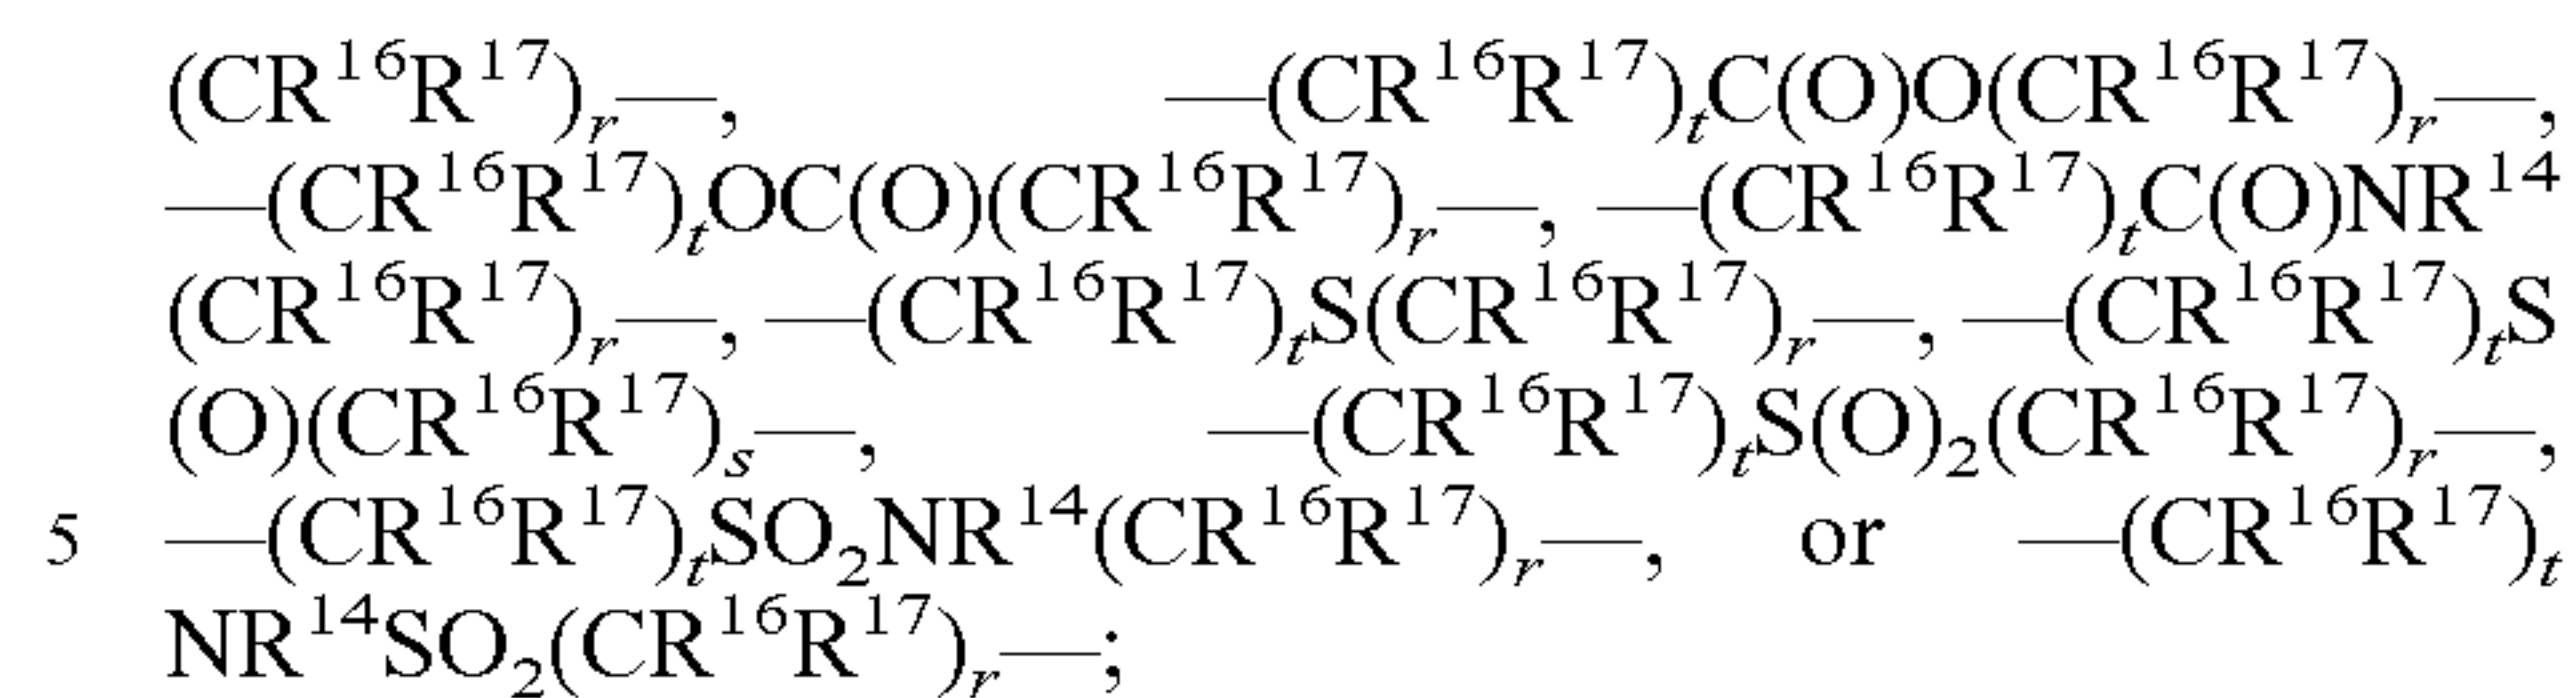 (CR¹⁶R¹⁷)ᵣ—, —(CR¹⁶R¹⁷)ₜC(O)O(CR¹⁶R¹⁷)ᵣ—,
—(CR¹⁶R¹⁷)ₜOC(O)(CR¹⁶R¹⁷)ᵣ—, —(CR¹⁶R¹⁷)ₜC(O)NR¹⁴
(CR¹⁶R¹⁷)ᵣ—, —(CR¹⁶R¹⁷)ₜS(CR¹⁶R¹⁷)ᵣ—, —(CR¹⁶R¹⁷)ₜS
(O)(CR¹⁶R¹⁷)ₛ—, —(CR¹⁶R¹⁷)ₜS(O)₂(CR¹⁶R¹⁷)ᵣ—,
5 —(CR¹⁶R¹⁷)ₜSO₂NR¹⁴(CR¹⁶R¹⁷)ᵣ—, or —(CR¹⁶R¹⁷)ₜ
NR¹⁴SO₂(CR¹⁶R¹⁷)ᵣ—;